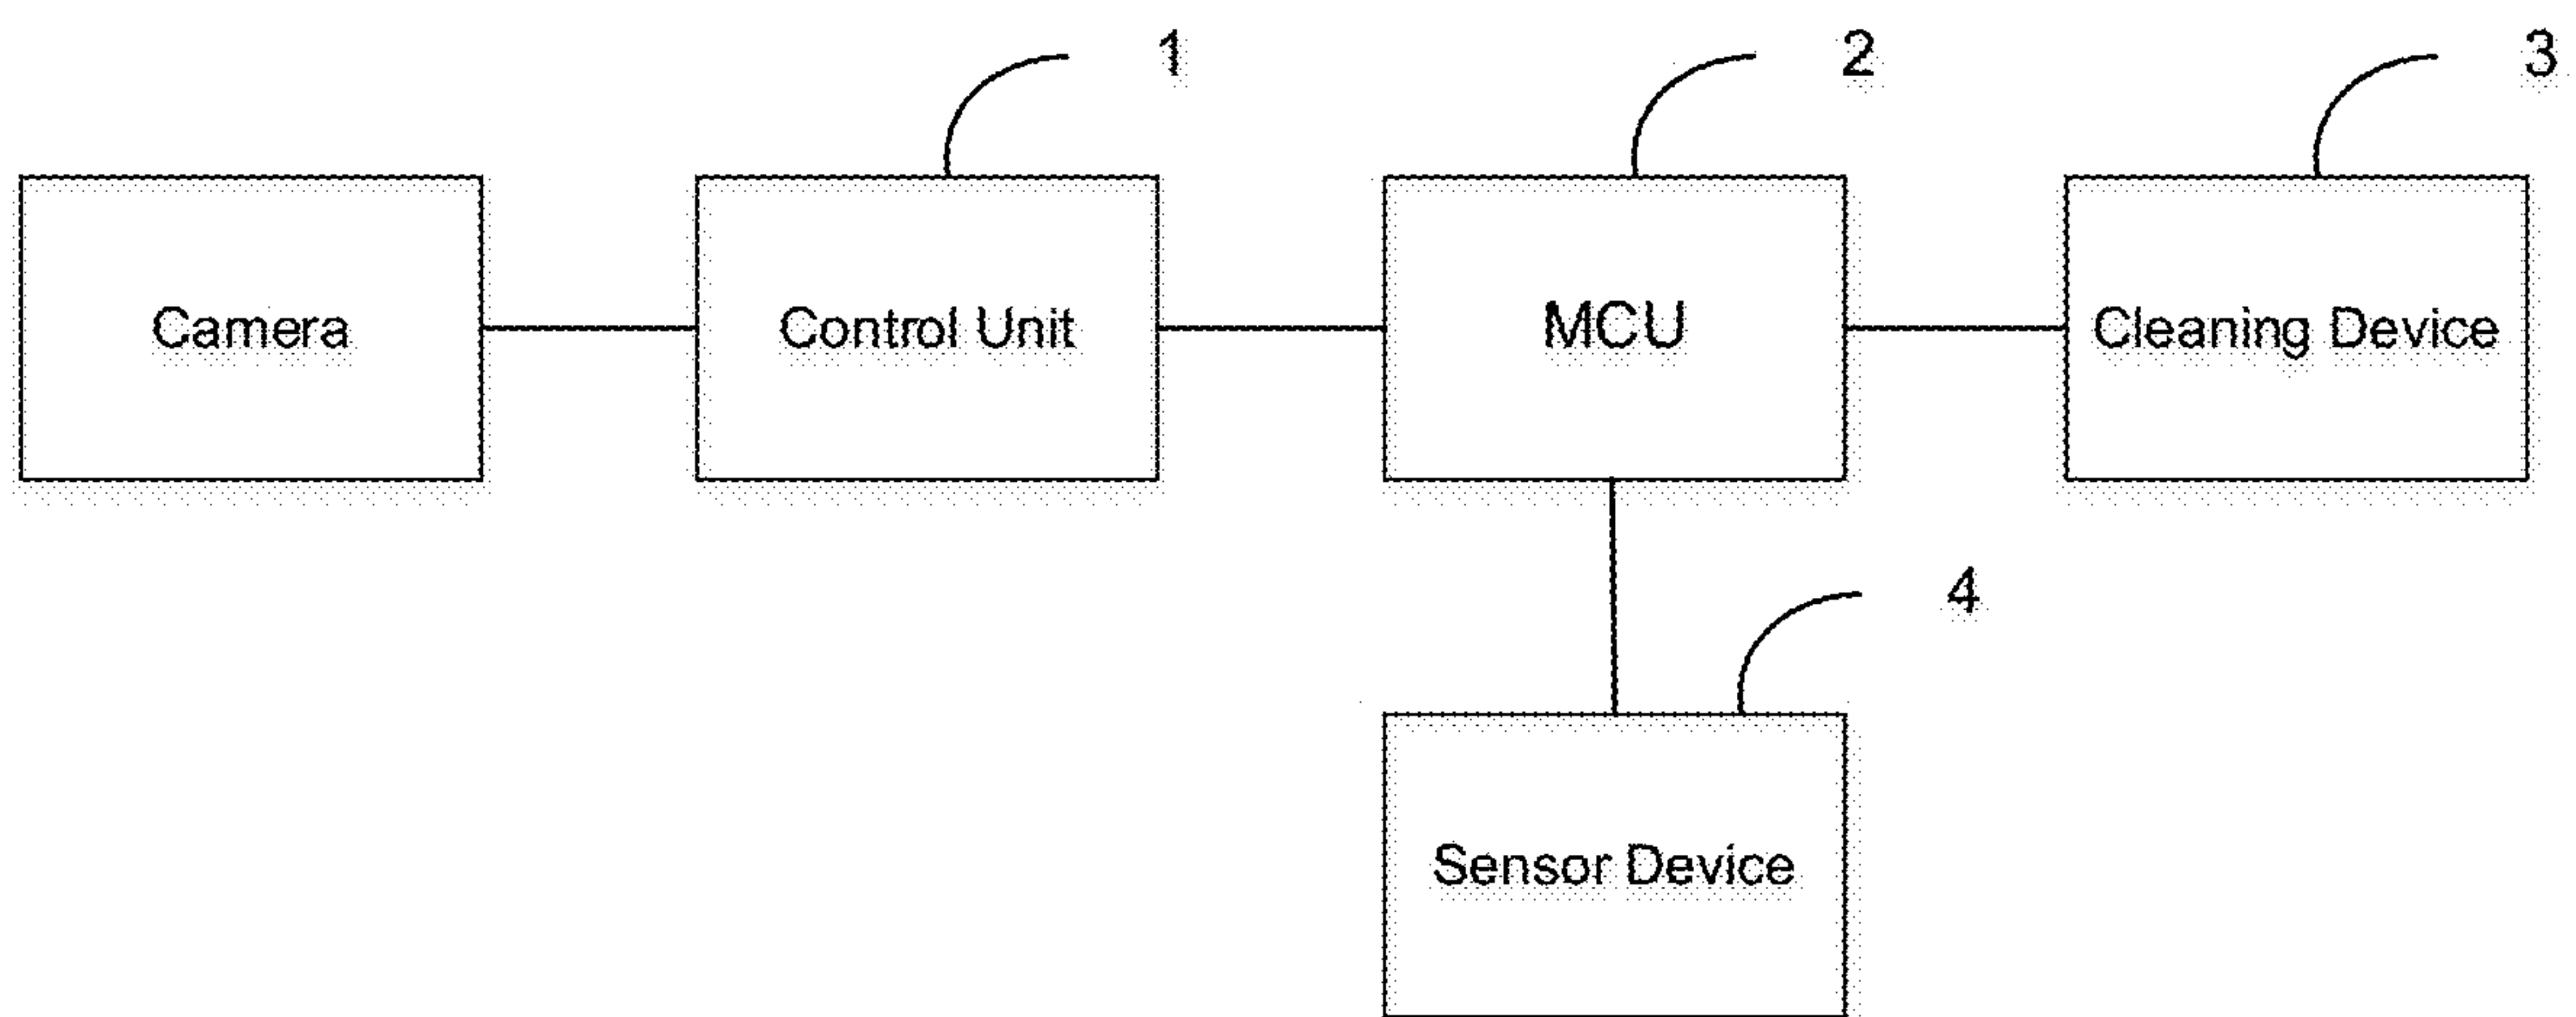 1
2
3
Camera
Control Unit
MCU
Cleaning Device
4
Sensor Device